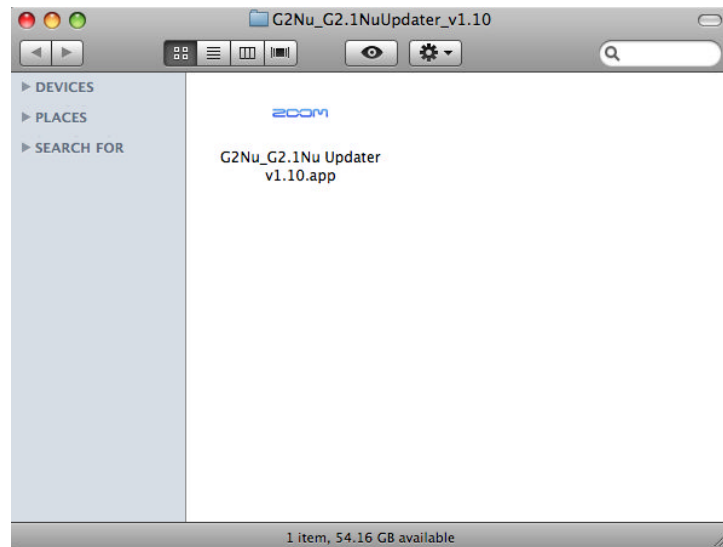 G2Nu_G2.1NuUpdater_v1.10
DEVICES
PLACES
SEARCH FOR
ZOOM
G2Nu_G2.1Nu Updater
v1.10.app
1 item, 54.16 GB available